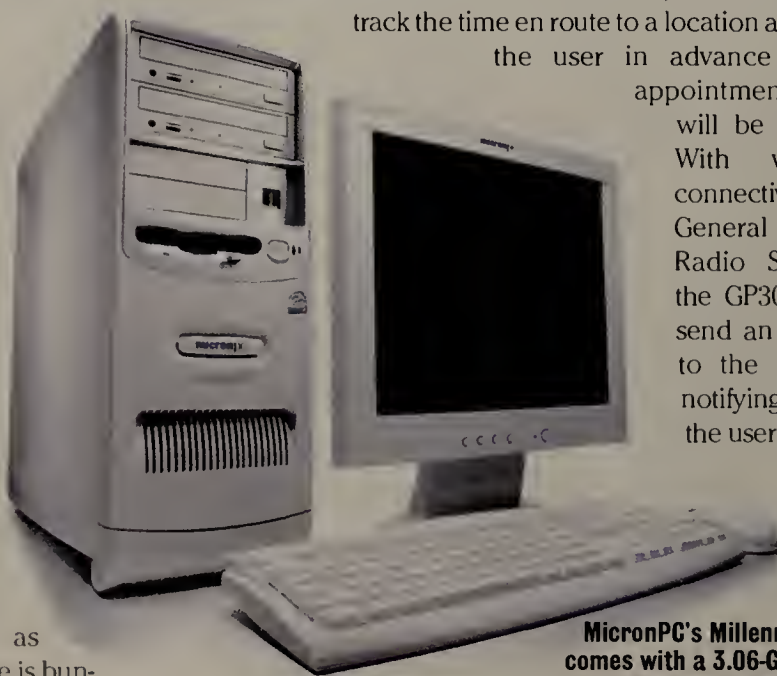 track the time en route to a location a
the user in advance
appointmen
will be
With
connectiv
General
Radio S
the GP30
send an
to the
notifying
the user
micronpc
as
e is bun-
MicronPC's Millenn
comes with a 3.06-G